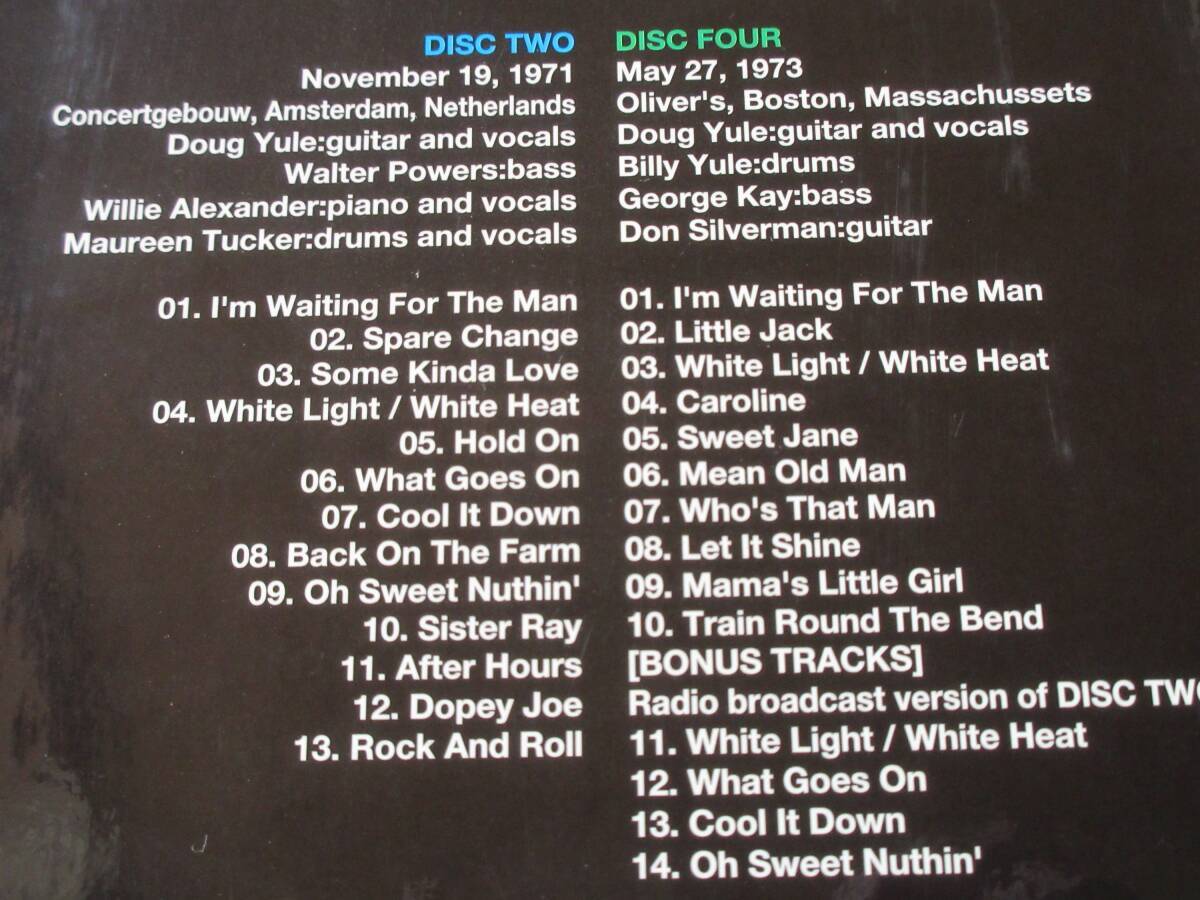 DISC TWO
November 19, 1971
Concertgebouw, Amsterdam, Netherlands
Doug Yule:guitar and vocals
Walter Powers:bass
Willie Alexander:piano and vocals
Maureen Tucker:drums and vocals
01. I'm Waiting For The Man
02. Spare Change
03. Some Kinda Love
04. White Light / White Heat
05. Hold On
06. What Goes On
07. Cool It Down
08. Back On The Farm
09. Oh Sweet Nuthin'
10. Sister Ray
11. After Hours
12. Dopey Joe
13. Rock And Roll
DISC FOUR
May 27, 1973
Oliver's, Boston, Massachussets
Doug Yule:guitar and vocals
Billy Yule:drums
George Kay:bass
Don Silverman:guitar
01. I'm Waiting For The Man
02. Little Jack
03. White Light / White Heat
04. Caroline
05. Sweet Jane
06. Mean Old Man
07. Who's That Man
08. Let It Shine
09. Mama's Little Girl
10. Train Round The Bend
[BONUS TRACKS]
Radio broadcast version of DISC TWO
11. White Light / White Heat
12. What Goes On
13. Cool It Down
14. Oh Sweet Nuthin'